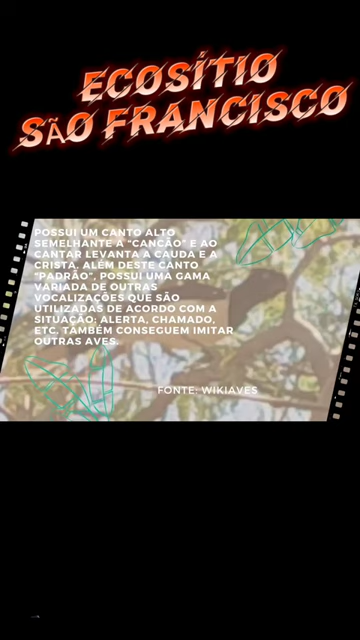 ECOSÍTIO
SÃO FRANCISCO
POSSUI UM CANTO ALTO
SEMELHANTE A "CANCÃO" E AO
CANTAR LEVANTA A CAUDA E A
CRISTA. ALÉM DESTE CANTO
"PADRÃO", POSSUI UMA GAMA
VARIADA DE OUTRAS
VOCALIZAÇÕES QUE SÃO
UTILIZADAS DE ACORDO COM A
SITUAÇÃO: ALERTA, CHAMADO,
ETC. TAMBÉM CONSEGUEM IMITAR
OUTRAS AVES.
FONTE: WIKIAVES